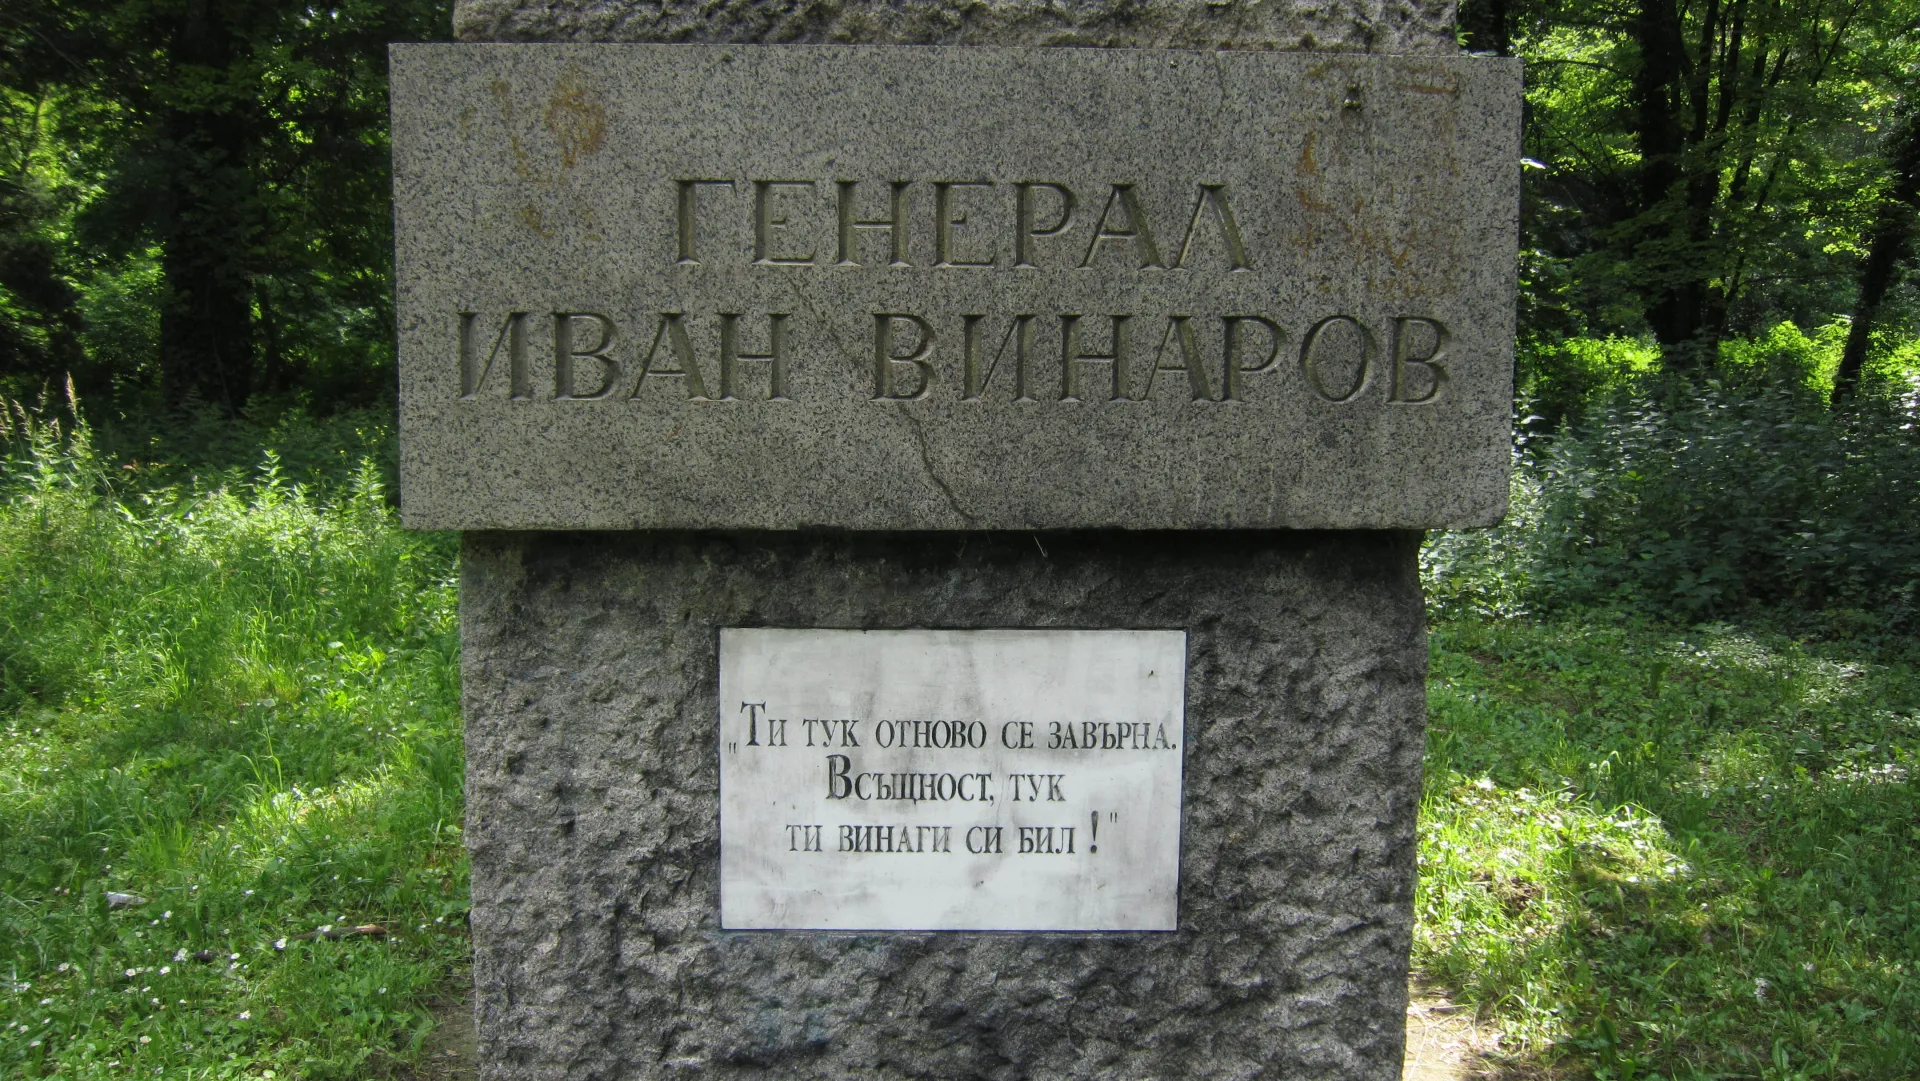 ГЕНЕРАЛ
ИВАН ВИНАРОВ
„Ти тук отново се завърна.
Всъщност, тук
ти винаги си бил!"